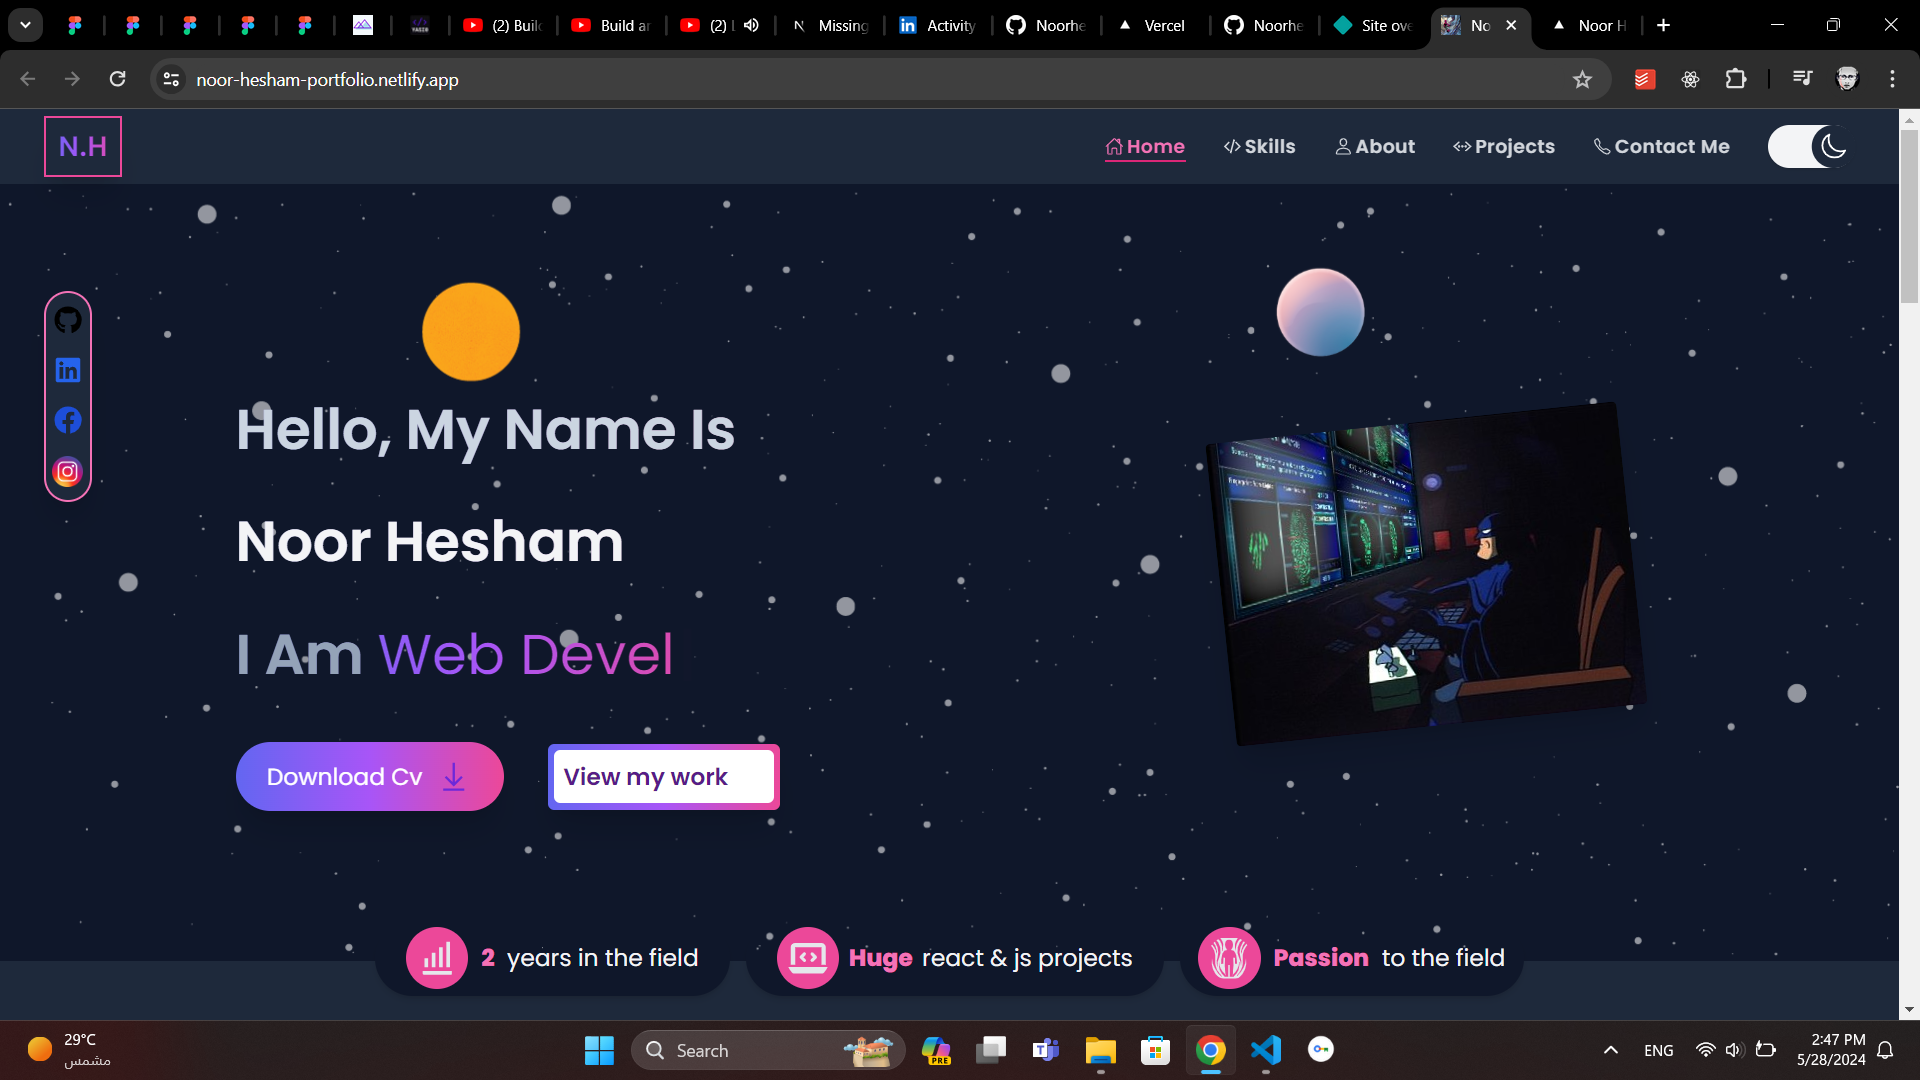 (2) Buil
Build ar
(2) L
Missing
Activity
Noorhe
Vercel
Noorhe
Site ove
No
Noor H
noor-hesham-portfolio.netlify.app
N.H
Home
Skills
About
Projects
Contact Me
Hello, My Name Is
Noor Hesham
I Am Web Devel
Download Cv
View my work
2 years in the field
Huge react & js projects
Passion to the field
29°C
مشمس
Search
PRE
ENG
2:47 PM
5/28/2024